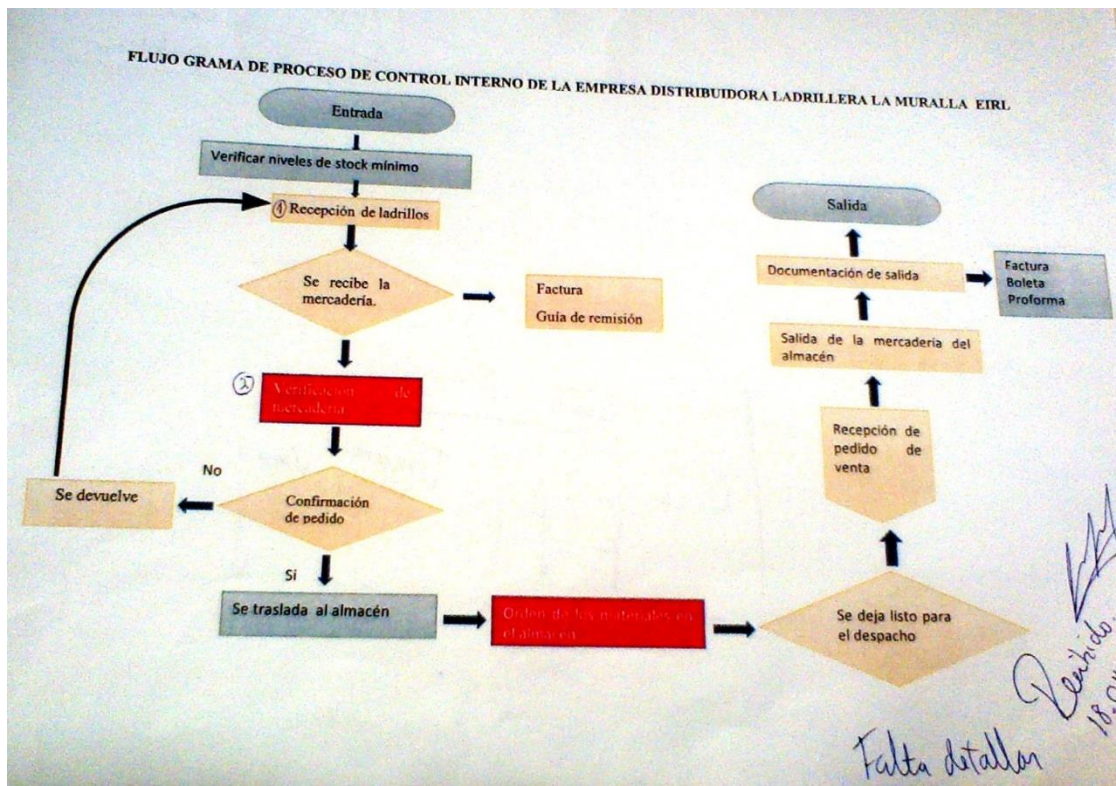 FLUJO GRAMA DE PROCESO DE CONTROL INTERNO DE LA EMPRESA DISTRIBUIDORA LADRILLERA LA MURALLA EIRL
Entrada
Verificar niveles de stock mínimo
① Recepción de ladrillos
Se recibe la
mercadería.
Factura
Guía de remisión
②
Verificación de
mercadería
Confirmación
de pedido
No
Se devuelve
Si
Se traslada al almacén
Orden de los materiales en
el almacén
Se deja listo para
el despacho
Recepción de
pedido de
venta
Salida de la mercadería del
almacén
Documentación de salida
Factura
Boleta
Proforma
Salida
Recibido.
Falta detallar